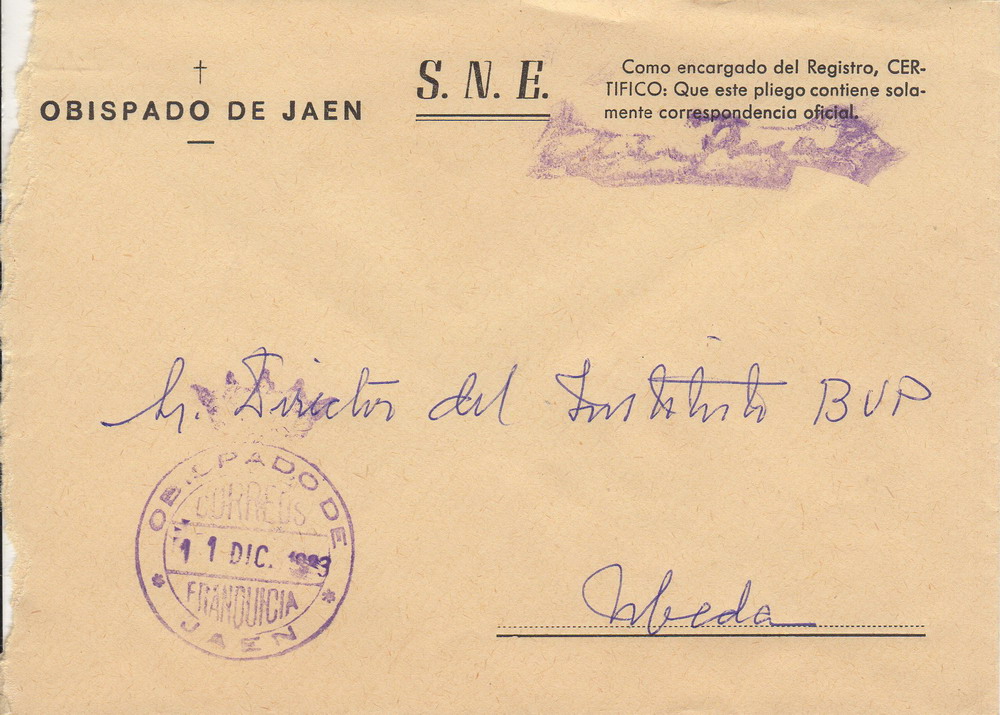 OBISPADO DE JAEN
S. N. E.
Como encargado del Registro, CER-
TIFICO: Que este pliego contiene sola-
mente correspondencia oficial.
Sr. Director del Instituto BUP
OBISPADO DE
CORREOS
11 DIC.
FRANQUICIA
JAEN
Ubeda